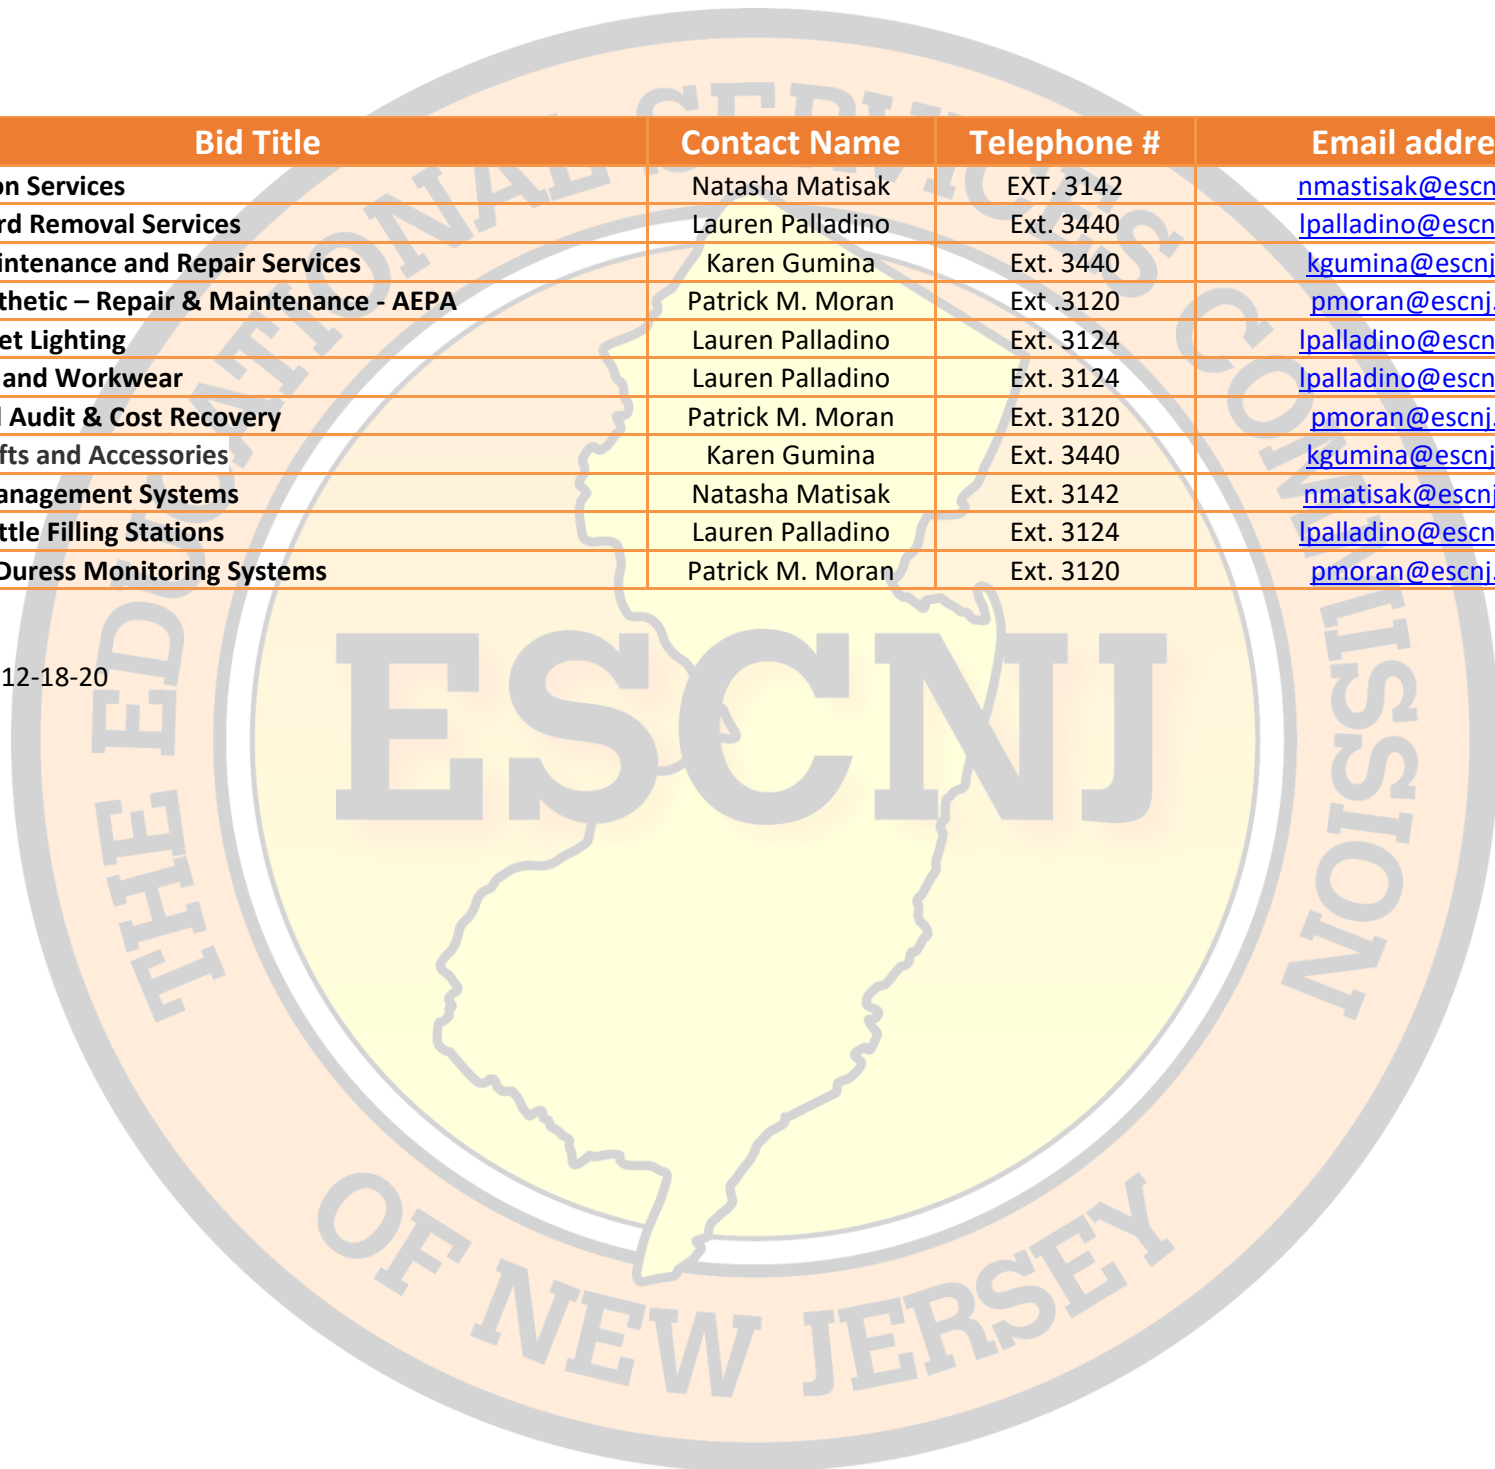 Bid Title Contact Name Telephone # Email addre
on Services Natasha Matisak EXT. 3142 nmastisak@escn
rd Removal Services Lauren Palladino Ext. 3440 lpalladino@escn
intenance and Repair Services Karen Gumina Ext. 3440 kgumina@escnj
thetic – Repair & Maintenance - AEPA Patrick M. Moran Ext .3120 pmoran@escnj.
et Lighting Lauren Palladino Ext. 3124 lpalladino@escn
and Workwear Lauren Palladino Ext. 3124 lpalladino@escn
l Audit & Cost Recovery Patrick M. Moran Ext. 3120 pmoran@escnj.
fts and Accessories Karen Gumina Ext. 3440 kgumina@escnj
anagement Systems Natasha Matisak Ext. 3142 nmatisak@escnj
ttle Filling Stations Lauren Palladino Ext. 3124 lpalladino@escn
Duress Monitoring Systems Patrick M. Moran Ext. 3120 pmoran@escnj.
12-18-20
THE EDUCATIONAL SERVICES COMMISSION
ESCNJ
OF NEW JERSEY